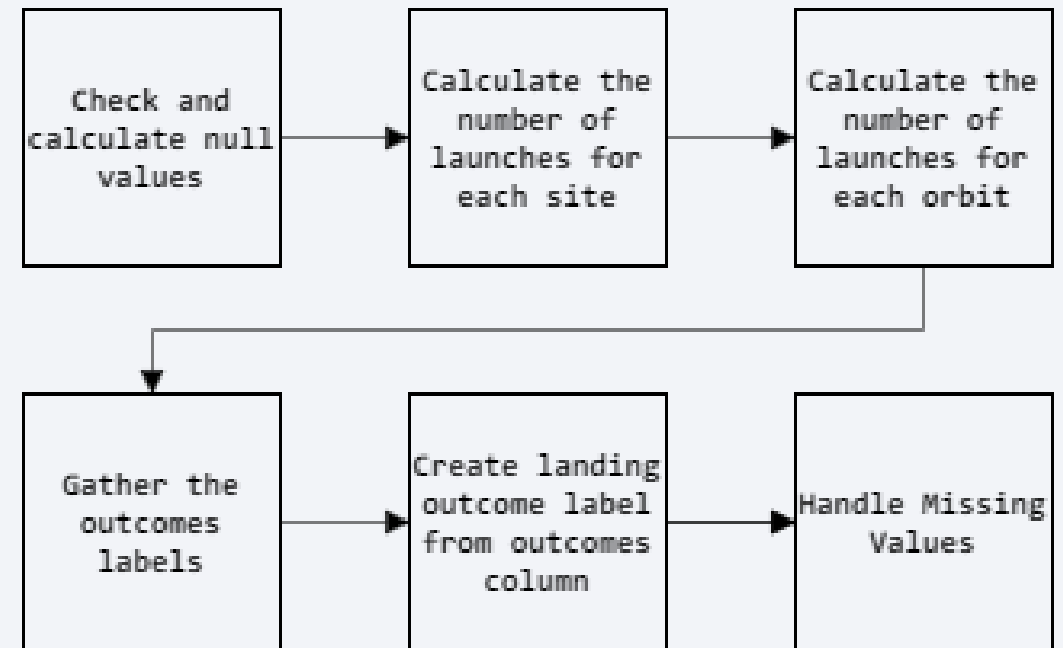 Check and
calculate null
values
Calculate the
number of
launches for
each site
Calculate the
number of
launches for
each orbit
Gather the
outcomes
labels
Create landing
outcome label
from outcomes
column
Handle Missing
Values